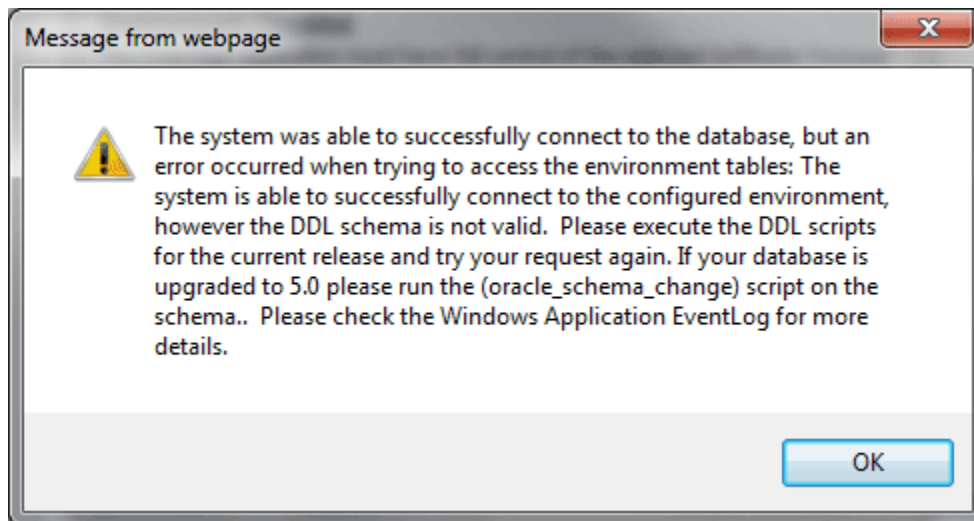 Message from webpage
The system was able to successfully connect to the database, but an
error occurred when trying to access the environment tables: The
system is able to successfully connect to the configured environment,
however the DDL schema is not valid.  Please execute the DDL scripts
for the current release and try your request again. If your database is
upgraded to 5.0 please run the (oracle_schema_change) script on the
schema..  Please check the Windows Application EventLog for more
details.
OK